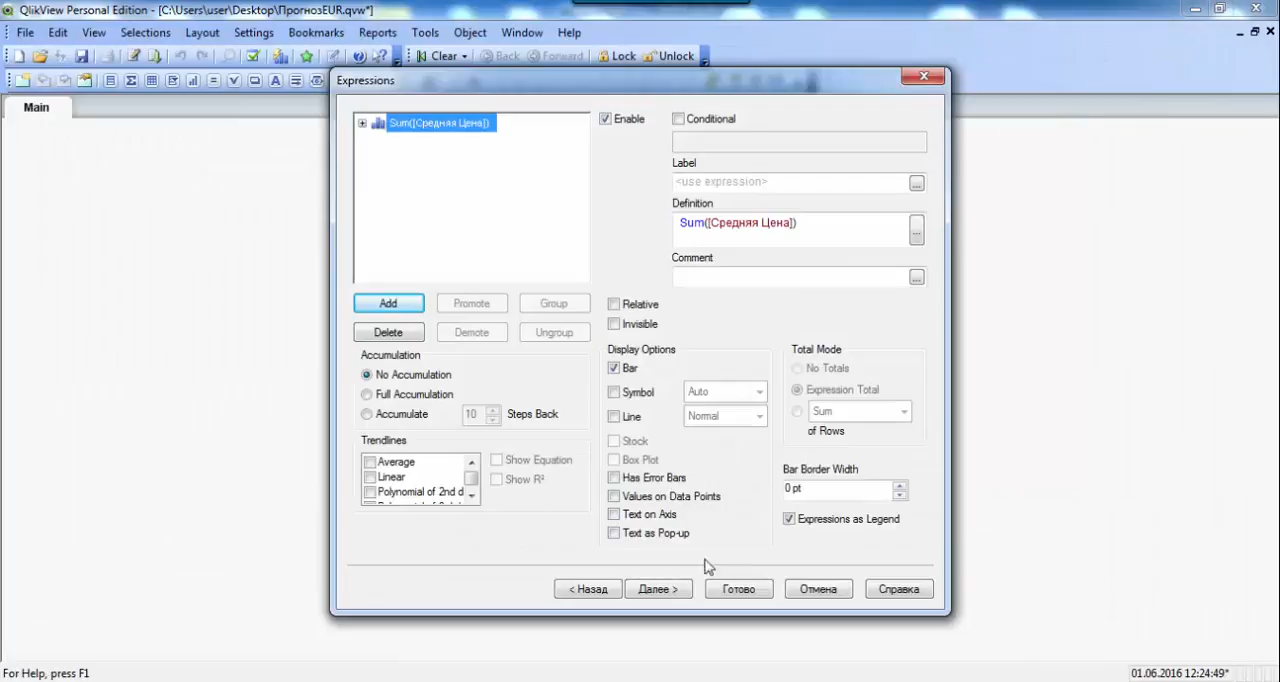 QlikView Personal Edition - [C:\Users\user\Desktop\ПрогнозEUR.qvw*]
File Edit View Selections Layout Settings Bookmarks Reports Tools Object Window Help
Clear Back Forward Lock Unlock
Main
Expressions
Sum([Средняя Цена])
Enable
Conditional
Label
<use expression>
...
Definition
Sum([Средняя Цена])
...
Comment
...
Add Promote Group
Delete Demote Ungroup
Relative
Invisible
Accumulation
No Accumulation
Full Accumulation
Accumulate 10 Steps Back
Trendlines
Average
Linear
Polynomial of 2nd d
Show Equation
Show R²
Display Options
Bar
Symbol Auto
Line Normal
Stock
Box Plot
Has Error Bars
Values on Data Points
Text on Axis
Text as Pop-up
Total Mode
No Totals
Expression Total
Sum
of Rows
Bar Border Width
0 pt
Expressions as Legend
< Назад Далее > Готово Отмена Справка
For Help, press F1 01.06.2016 12:24:49*